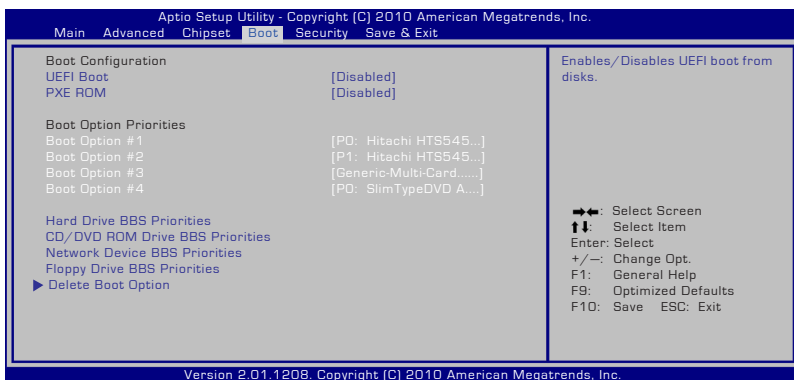 Aptio Setup Utility - Copyright (C) 2010 American Megatrends, Inc.
Main Advanced Chipset Boot Security Save & Exit
Boot Configuration
UEFI Boot [Disabled]
PXE ROM [Disabled]
Boot Option Priorities
Boot Option #1 [P0: Hitachi HTS545...]
Boot Option #2 [P1: Hitachi HTS545...]
Boot Option #3 [Generic-Multi-Card......]
Boot Option #4 [P0: SlimTypeDVD A....]
Hard Drive BBS Priorities
CD/DVD ROM Drive BBS Priorities
Network Device BBS Priorities
Floppy Drive BBS Priorities
Delete Boot Option
Enables/Disables UEFI boot from
disks.
: Select Screen
: Select Item
Enter: Select
+/–: Change Opt.
F1: General Help
F9: Optimized Defaults
F10: Save ESC: Exit
Version 2.01.1208. Copyright (C) 2010 American Megatrends, Inc.